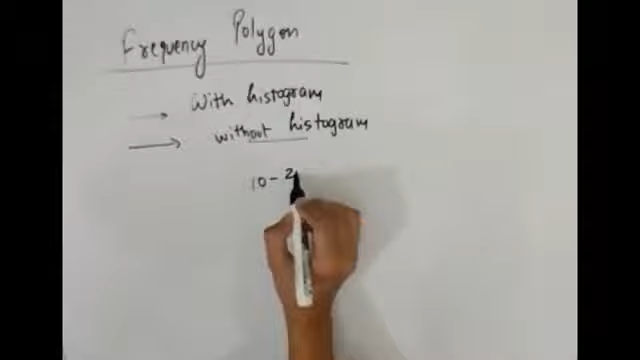 Frequency Polygon
→ With histogram
→ without histogram
10 - 2